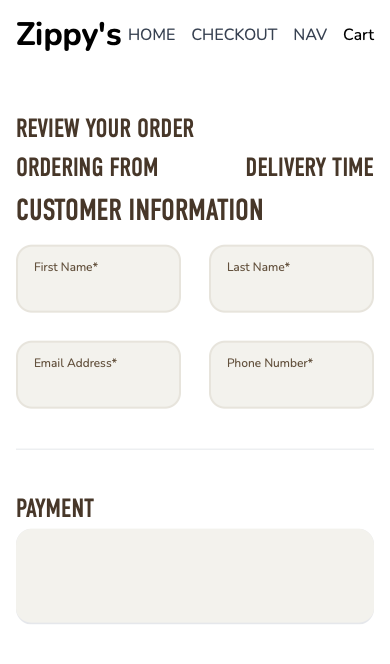 Zippy's HOME CHECKOUT NAV Cart
REVIEW YOUR ORDER
ORDERING FROM DELIVERY TIME
CUSTOMER INFORMATION
First Name* Last Name*
Email Address* Phone Number*
PAYMENT